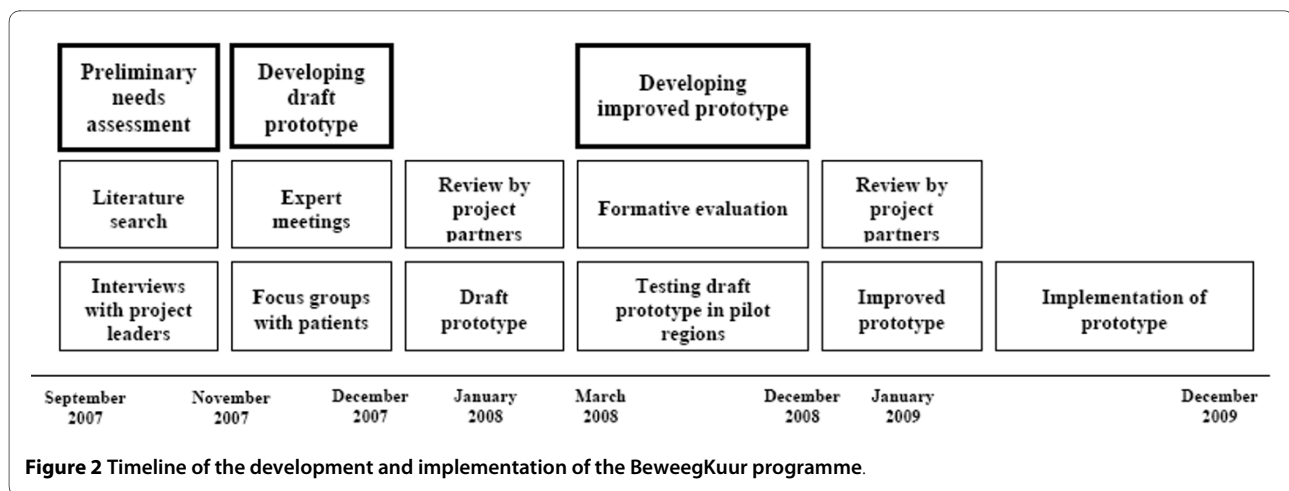 Preliminary
needs
assessment
Developing
draft
prototype
Developing
improved prototype
Literature
search
Expert
meetings
Review by
project
partners
Formative evaluation
Review by
project
partners
Interviews
with project
leaders
Focus groups
with patients
Draft
prototype
Testing draft
prototype in pilot
regions
Improved
prototype
Implementation of
prototype
September
2007
November
2007
December
2007
January
2008
March
2008
December
2008
January
2009
December
2009
Figure 2 Timeline of the development and implementation of the BeweegKuur programme.